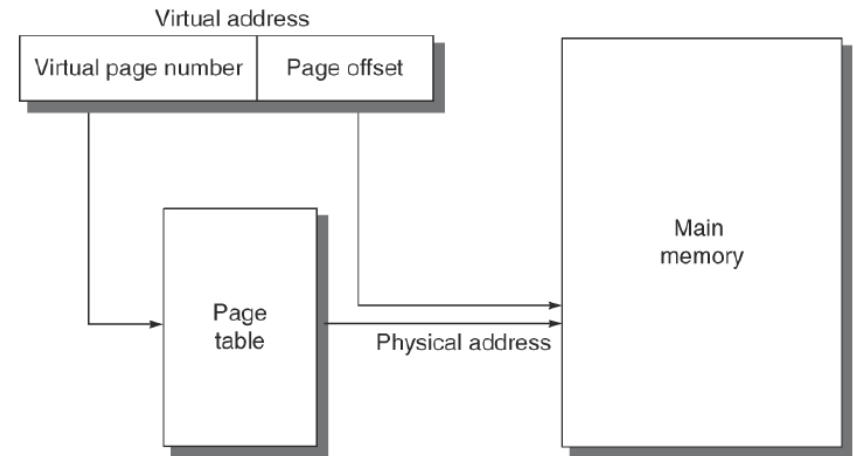 Virtual address
Virtual page number
Page offset
Main
memory
Page
table
Physical address